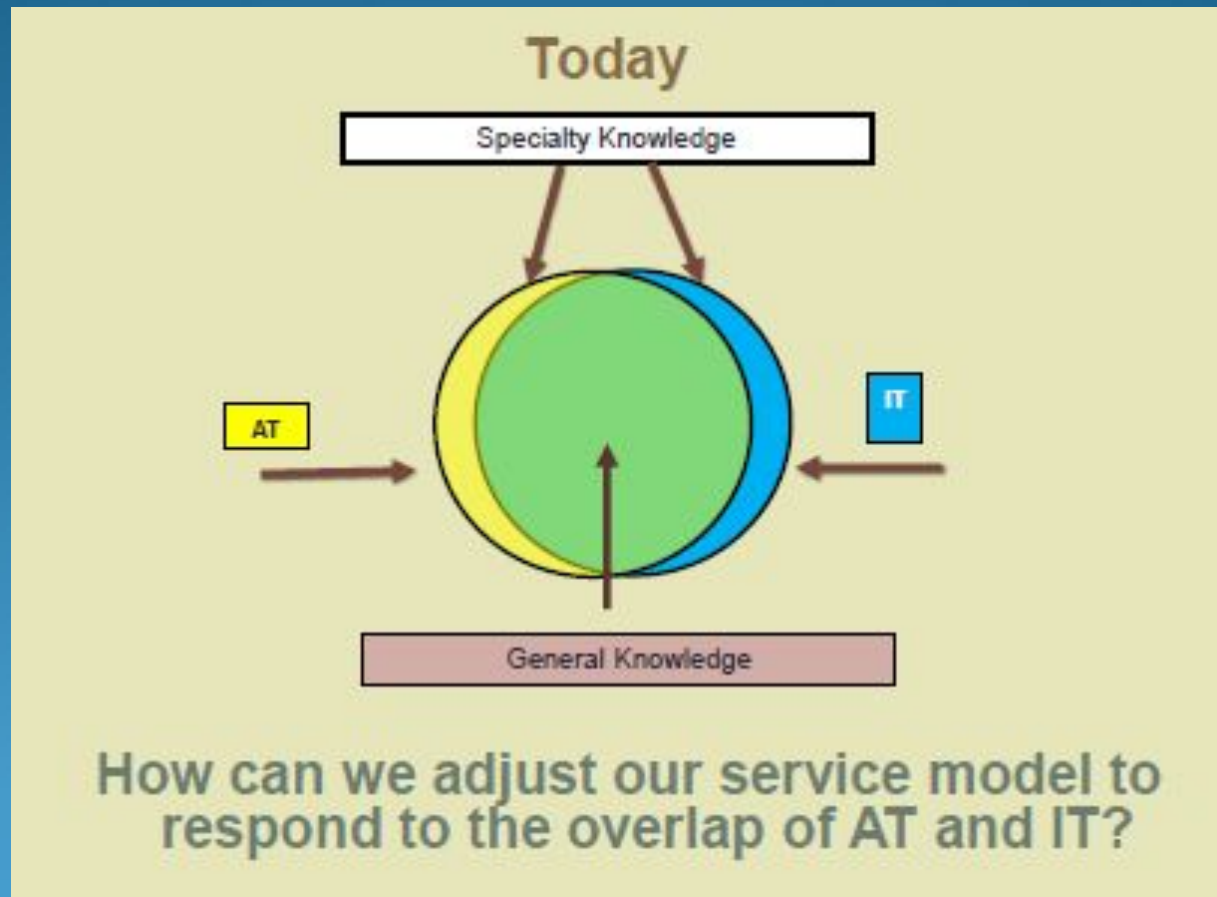 Today
Specialty Knowledge
IT
AT
General Knowledge
How can we adjust our service model to
respond to the overlap of AT and IT?